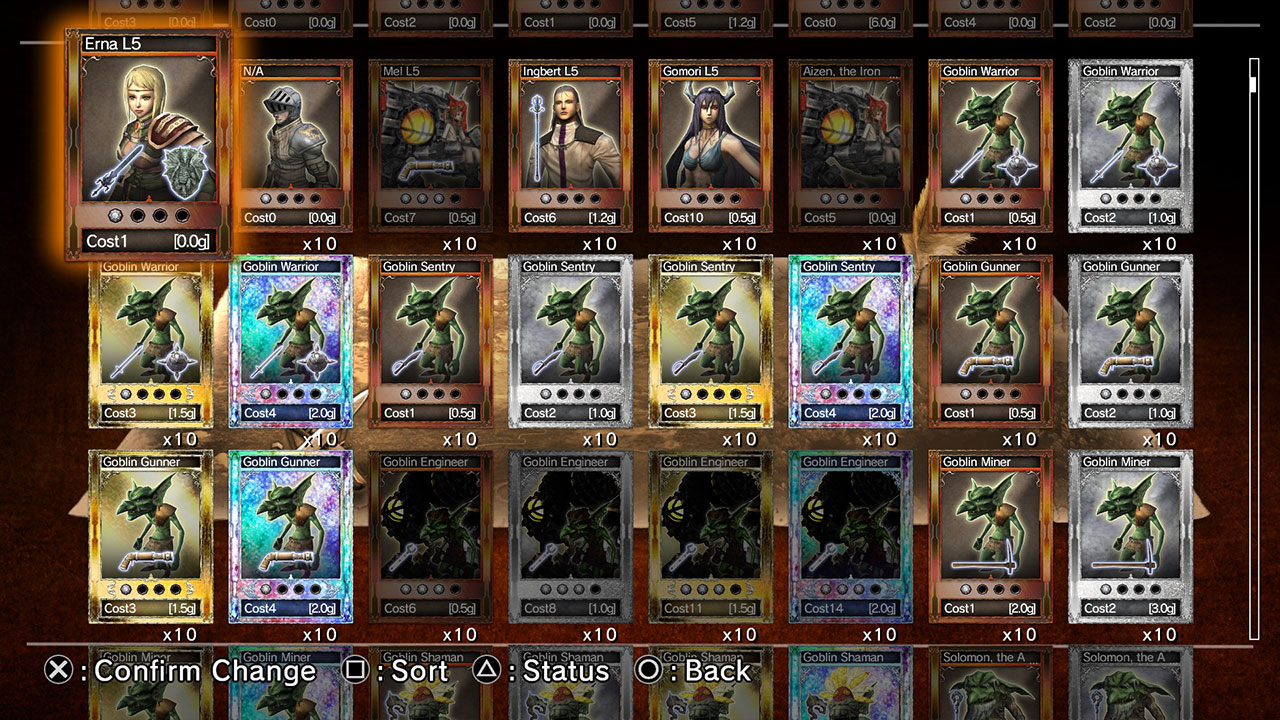 Cost3 [0.0g] Cost0 [0.0g] Cost2 [0.0g] Cost1 [0.0g] Cost5 [1.2g] Cost0 [6.0g] Cost4 [0.0g] Cost2 [0.0g]
Erna L5
N/A Mel L5 Ingbert L5 Gomori L5 Aizen, the Iron ... Goblin Warrior Goblin Warrior
Cost1 [0.0g] Cost0 [0.0g] Cost7 [0.5g] Cost6 [1.2g] Cost10 [0.5g] Cost5 [0.0g] Cost1 [0.5g] Cost2 [1.0g]
x10 x10 x10 x10 x10 x10 x10
Goblin Warrior Goblin Warrior Goblin Sentry Goblin Sentry Goblin Sentry Goblin Sentry Goblin Gunner Goblin Gunner
Cost3 [1.5g] Cost4 [2.0g] Cost1 [0.5g] Cost2 [1.0g] Cost3 [1.5g] Cost4 [2.0g] Cost1 [0.5g] Cost2 [1.0g]
x10 x10 x10 x10 x10 x10 x10 x10
Goblin Gunner Goblin Gunner Goblin Engineer Goblin Engineer Goblin Engineer Goblin Engineer Goblin Miner Goblin Miner
Cost3 [1.5g] Cost4 [2.0g] Cost6 [0.5g] Cost8 [1.0g] Cost11 [1.5g] Cost14 [2.0g] Cost1 [2.0g] Cost2 [3.0g]
x10 x10 x10 x10 x10 x10 x10 x10
Goblin Miner Goblin Miner Goblin Shaman Goblin Shaman Goblin Shaman Goblin Shaman Solomon, the A ... Solomon, the A ...
: Confirm Change : Sort : Status : Back